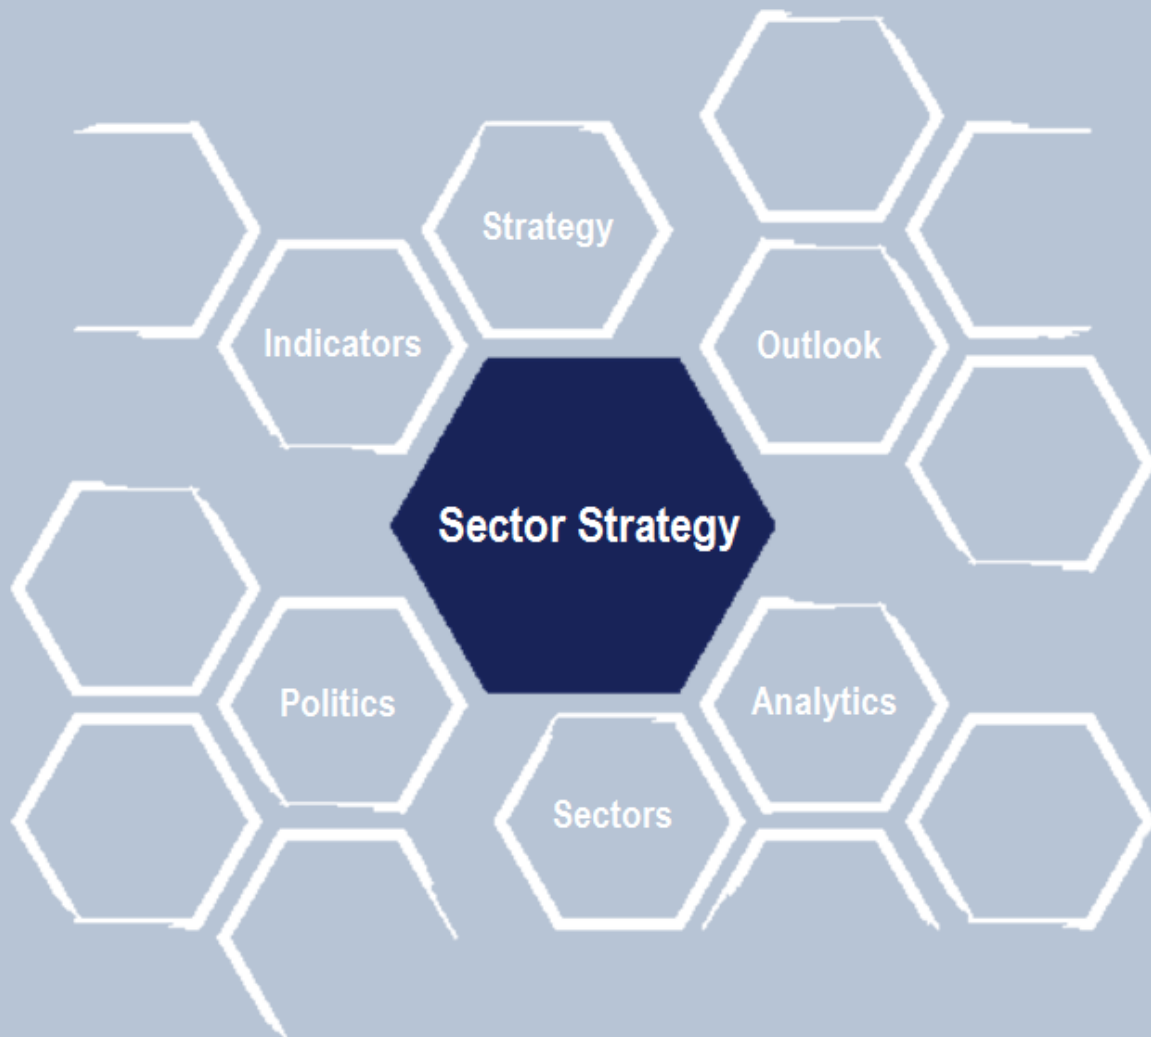 Strategy
Indicators
Outlook
Sector Strategy
Politics
Analytics
Sectors